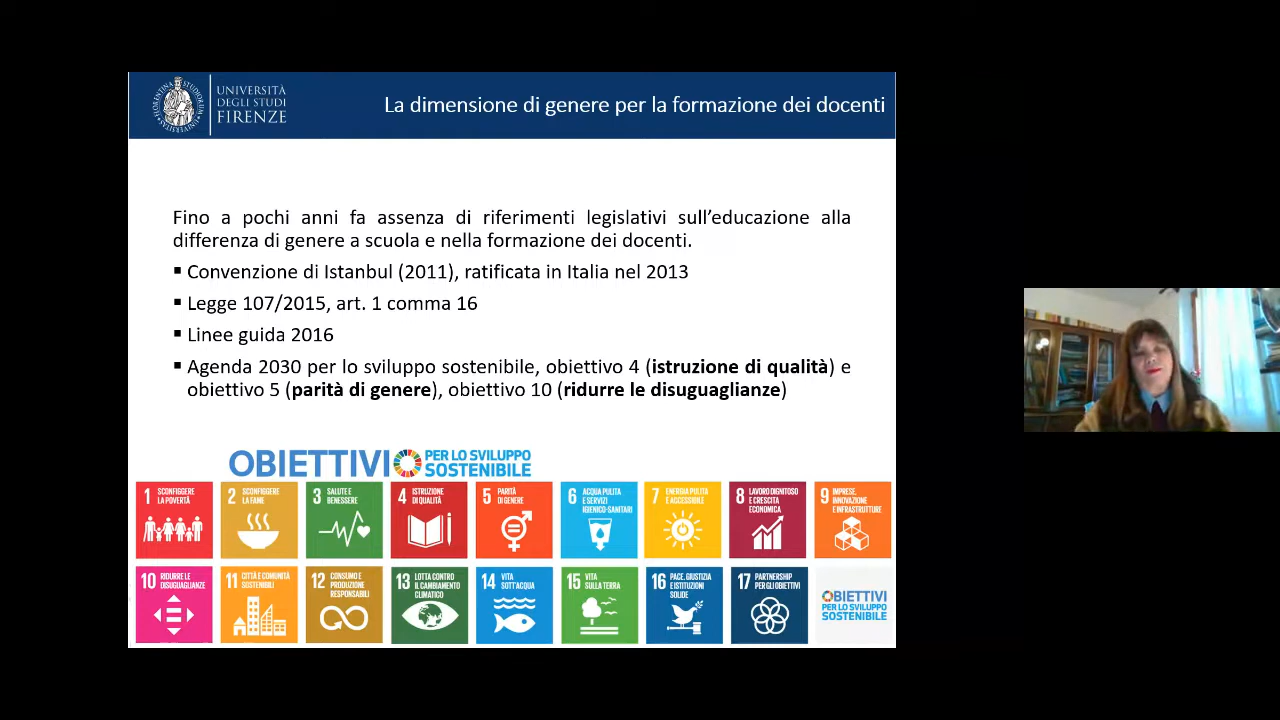 UNIVERSITÀ
DEGLI STUDI
FIRENZE
La dimensione di genere per la formazione dei docenti
Fino a pochi anni fa assenza di riferimenti legislativi sull'educazione alla
differenza di genere a scuola e nella formazione dei docenti.
▪ Convenzione di Istanbul (2011), ratificata in Italia nel 2013
▪ Legge 107/2015, art. 1 comma 16
▪ Linee guida 2016
▪ Agenda 2030 per lo sviluppo sostenibile, obiettivo 4 (istruzione di qualità) e
obiettivo 5 (parità di genere), obiettivo 10 (ridurre le disuguaglianze)
OBIETTIVI PER LO SVILUPPO
SOSTENIBILE
1 SCONFIGGERE
LA POVERTÀ
2 SCONFIGGERE
LA FAME
3 SALUTE E
BENESSERE
4 ISTRUZIONE
DI QUALITÀ
5 PARITÀ
DI GENERE
6 ACQUA PULITA
E SERVIZI
IGIENICO-SANITARI
7 ENERGIA PULITA
E ACCESSIBILE
8 LAVORO DIGNITOSO
E CRESCITA
ECONOMICA
9 IMPRESE,
INNOVAZIONE
E INFRASTRUTTURE
10 RIDURRE LE
DISUGUAGLIANZE
11 CITTÀ E COMUNITÀ
SOSTENIBILI
12 CONSUMO E
PRODUZIONE
RESPONSABILI
13 LOTTA CONTRO
IL CAMBIAMENTO
CLIMATICO
14 VITA
SOTT'ACQUA
15 VITA
SULLA TERRA
16 PACE, GIUSTIZIA
E ISTITUZIONI
SOLIDE
17 PARTNERSHIP
PER GLI OBIETTIVI
OBIETTIVI
PER LO SVILUPPO
SOSTENIBILE